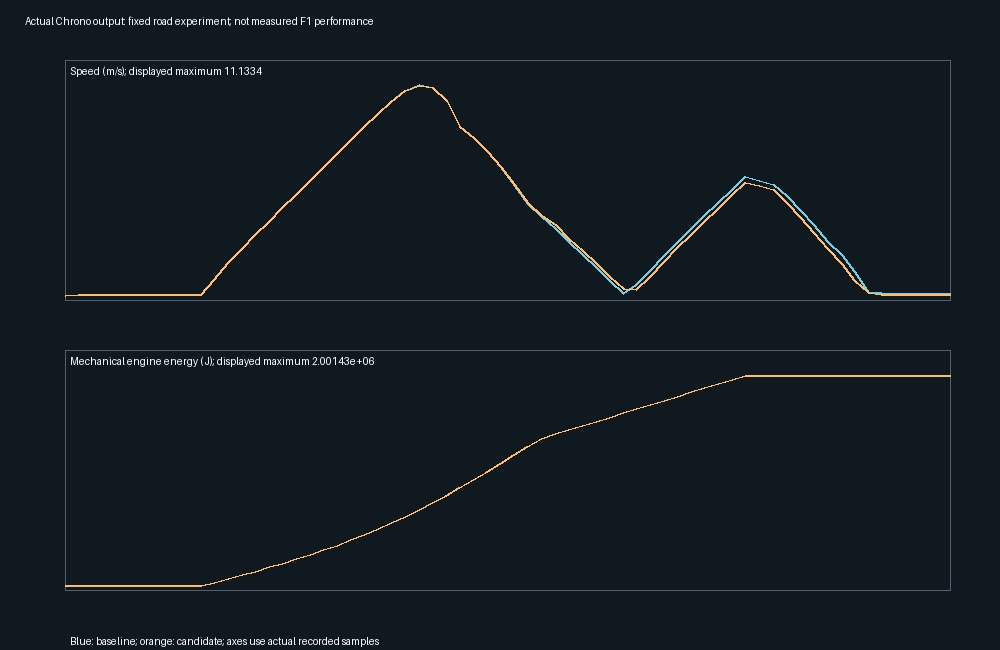 Actual Chrono output: fixed road experiment; not measured F1 performance
Speed (m/s); displayed maximum 11.1334
Mechanical engine energy (J); displayed maximum 2.00143e+06
Blue: baseline; orange: candidate; axes use actual recorded samples